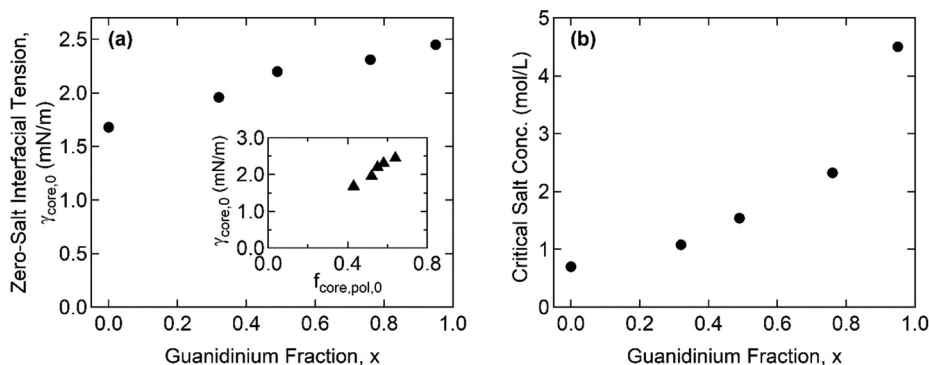 (a)
Zero-Salt Interfacial Tension,
γcore,0 (mN/m)
2.5
2.0
1.5
1.0
0.5
0.0
0.0 0.2 0.4 0.6 0.8 1.0
Guanidinium Fraction, x
γcore,0 (mN/m)
3.0
2.0
1.0
0.0
0.0 0.4 0.8
fcore,pol,0
(b)
Critical Salt Conc. (mol/L)
5
4
3
2
1
0
0.0 0.2 0.4 0.6 0.8 1.0
Guanidinium Fraction, x